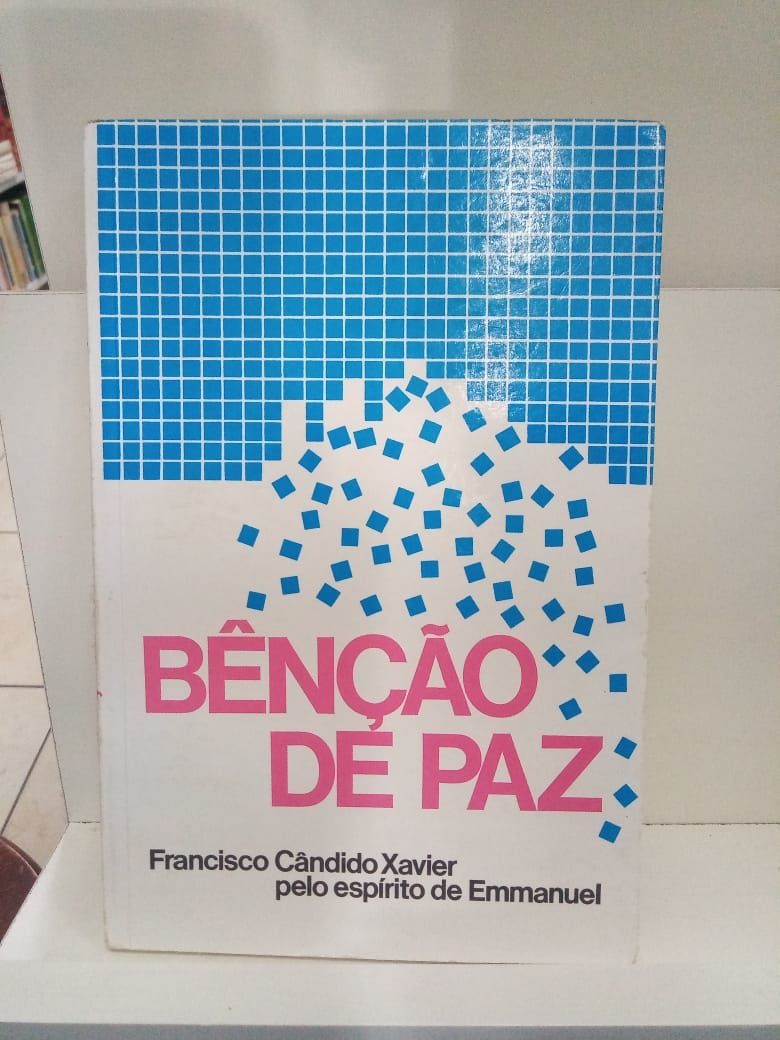 BÊNÇÃO
DE PAZ
Francisco Cândido Xavier
pelo espírito de Emmanuel